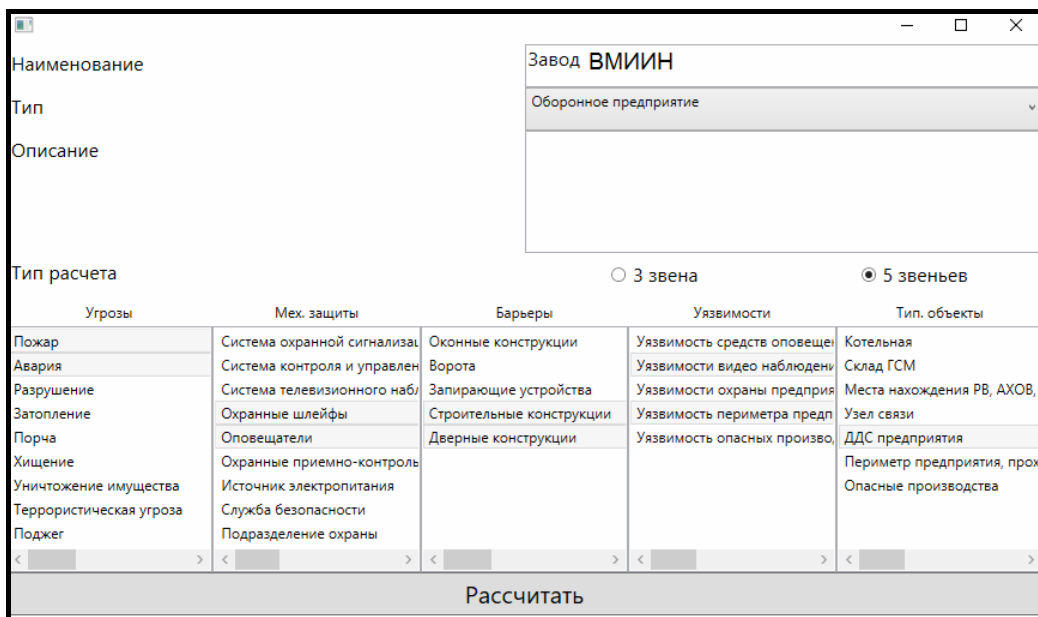 Наименование
Завод ВМИИН
Тип
Оборонное предприятие
Описание
Тип расчета
3 звена
5 звеньев
Угрозы
Мех. защиты
Барьеры
Уязвимости
Тип. объекты
Пожар
Авария
Разрушение
Затопление
Порча
Хищение
Уничтожение имущества
Террористическая угроза
Поджег
Система охранной сигнализац
Система контроля и управлен
Система телевизионного набл
Охранные шлейфы
Оповещатели
Охранные приемно-контроль
Источник электропитания
Служба безопасности
Подразделение охраны
Оконные конструкции
Ворота
Запирающие устройства
Строительные конструкции
Дверные конструкции
Уязвимость средств оповещен
Уязвимости видео наблюдени
Уязвимости охраны предприя
Уязвимость периметра предп
Уязвимость опасных произво,
Котельная
Склад ГСМ
Места нахождения РВ, АХОВ,
Узел связи
ДДС предприятия
Периметр предприятия, прох
Опасные производства
Рассчитать